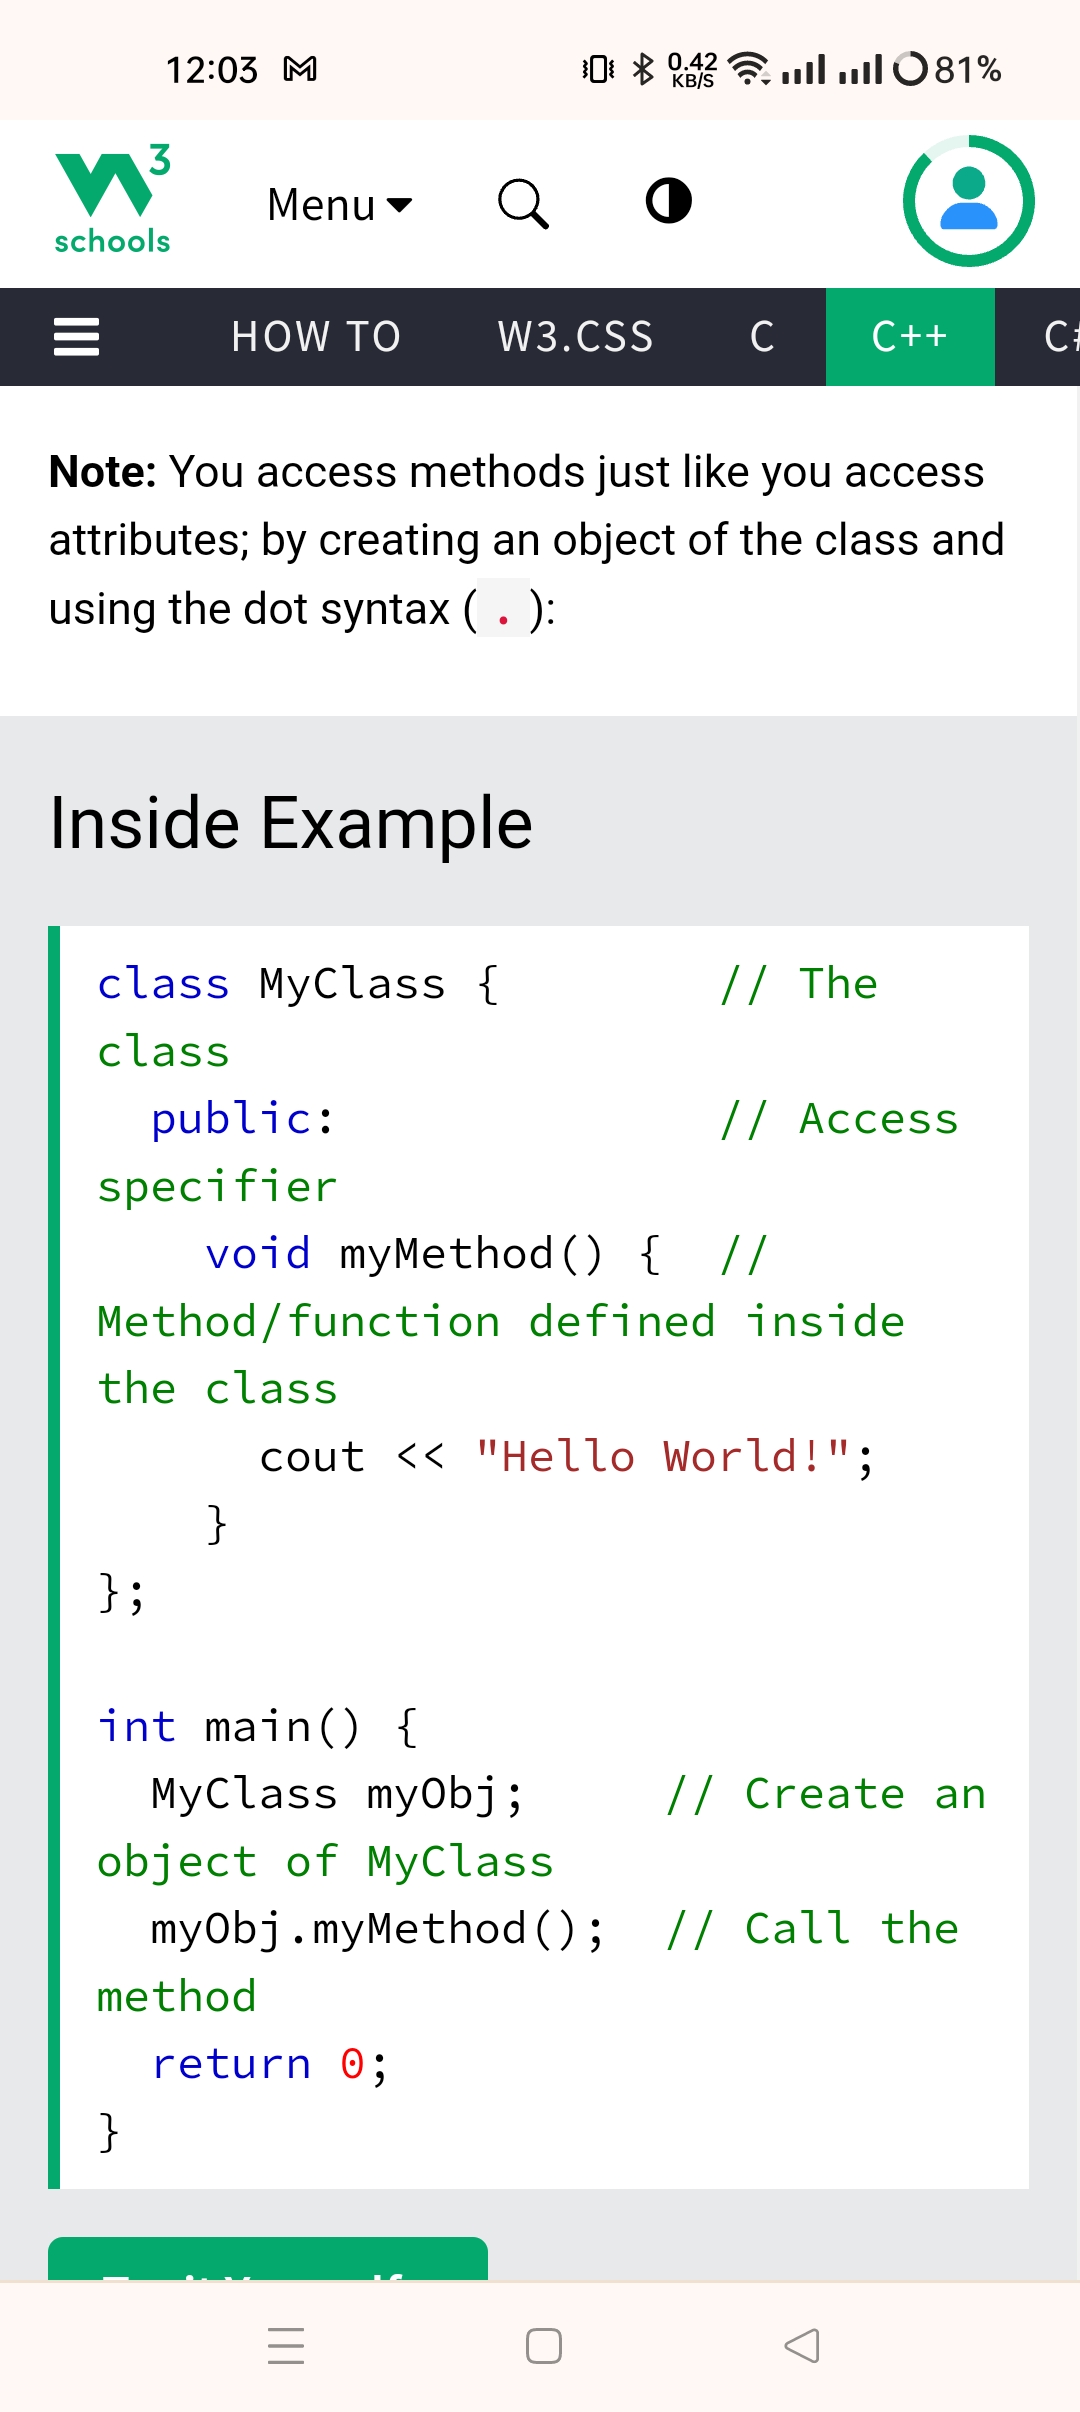 12:03 0.42 KB/S 81%
W3 schools Menu
HOW TO W3.CSS C C++ C#
Note: You access methods just like you access
attributes; by creating an object of the class and
using the dot syntax ( . ):
Inside Example
class MyClass {        // The
class
  public:              // Access
specifier
    void myMethod() {  //
Method/function defined inside
the class
      cout << "Hello World!";
    }
};
int main() {
  MyClass myObj;     // Create an
object of MyClass
  myObj.myMethod();  // Call the
method
  return 0;
}